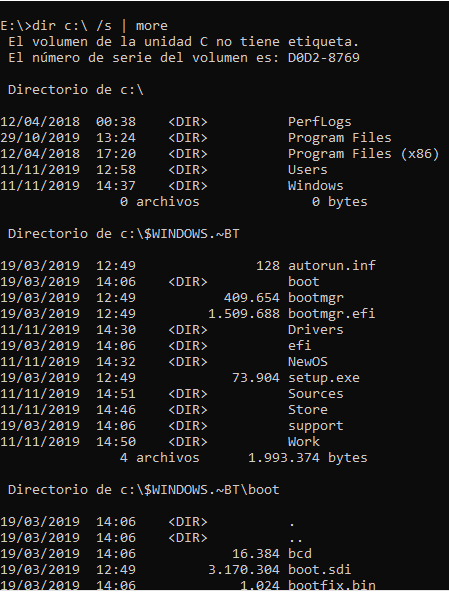 E:\>dir c:\ /s | more
El volumen de la unidad C no tiene etiqueta.
El número de serie del volumen es: D0D2-8769
Directorio de c:\
12/04/2018  00:38    <DIR>          PerfLogs
29/10/2019  13:24    <DIR>          Program Files
12/04/2018  17:20    <DIR>          Program Files (x86)
11/11/2019  12:58    <DIR>          Users
11/11/2019  14:37    <DIR>          Windows
0 archivos              0 bytes
Directorio de c:\$WINDOWS.~BT
19/03/2019  12:49               128 autorun.inf
19/03/2019  14:06    <DIR>          boot
19/03/2019  12:49           409.654 bootmgr
19/03/2019  12:49         1.509.688 bootmgr.efi
11/11/2019  14:30    <DIR>          Drivers
19/03/2019  14:06    <DIR>          efi
11/11/2019  14:32    <DIR>          NewOS
19/03/2019  12:49            73.904 setup.exe
11/11/2019  14:51    <DIR>          Sources
11/11/2019  14:46    <DIR>          Store
19/03/2019  14:06    <DIR>          support
11/11/2019  14:50    <DIR>          Work
4 archivos      1.993.374 bytes
Directorio de c:\$WINDOWS.~BT\boot
19/03/2019  14:06    <DIR>          .
19/03/2019  14:06    <DIR>          ..
19/03/2019  14:06            16.384 bcd
19/03/2019  12:49         3.170.304 boot.sdi
19/03/2019  14:06             1.024 bootfix.bin